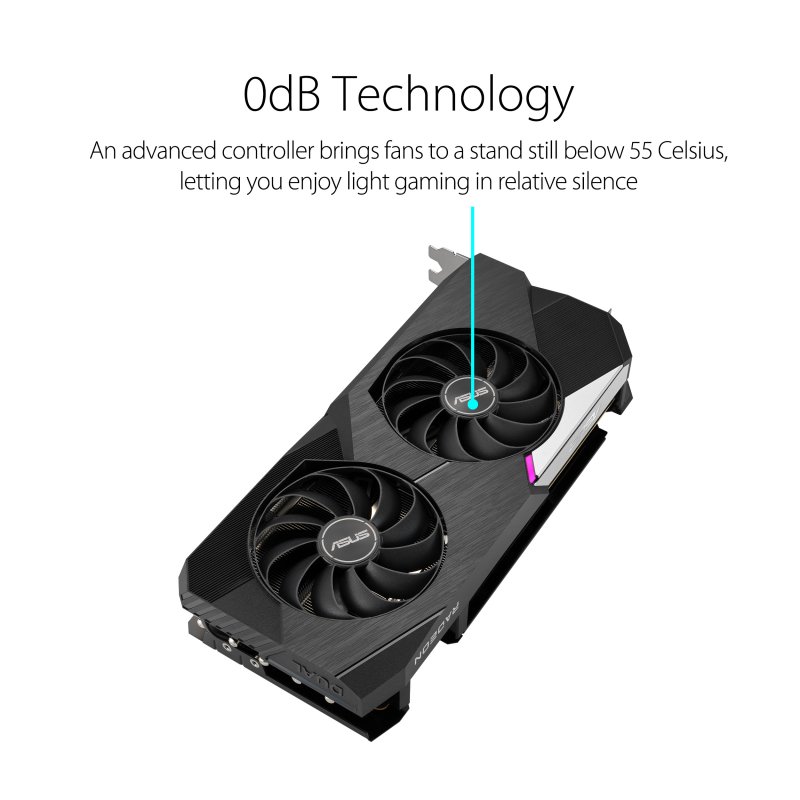 0dB Technology
An advanced controller brings fans to a stand still below 55 Celsius,
letting you enjoy light gaming in relative silence
ASUS
ASUS
RADEON
DUAL